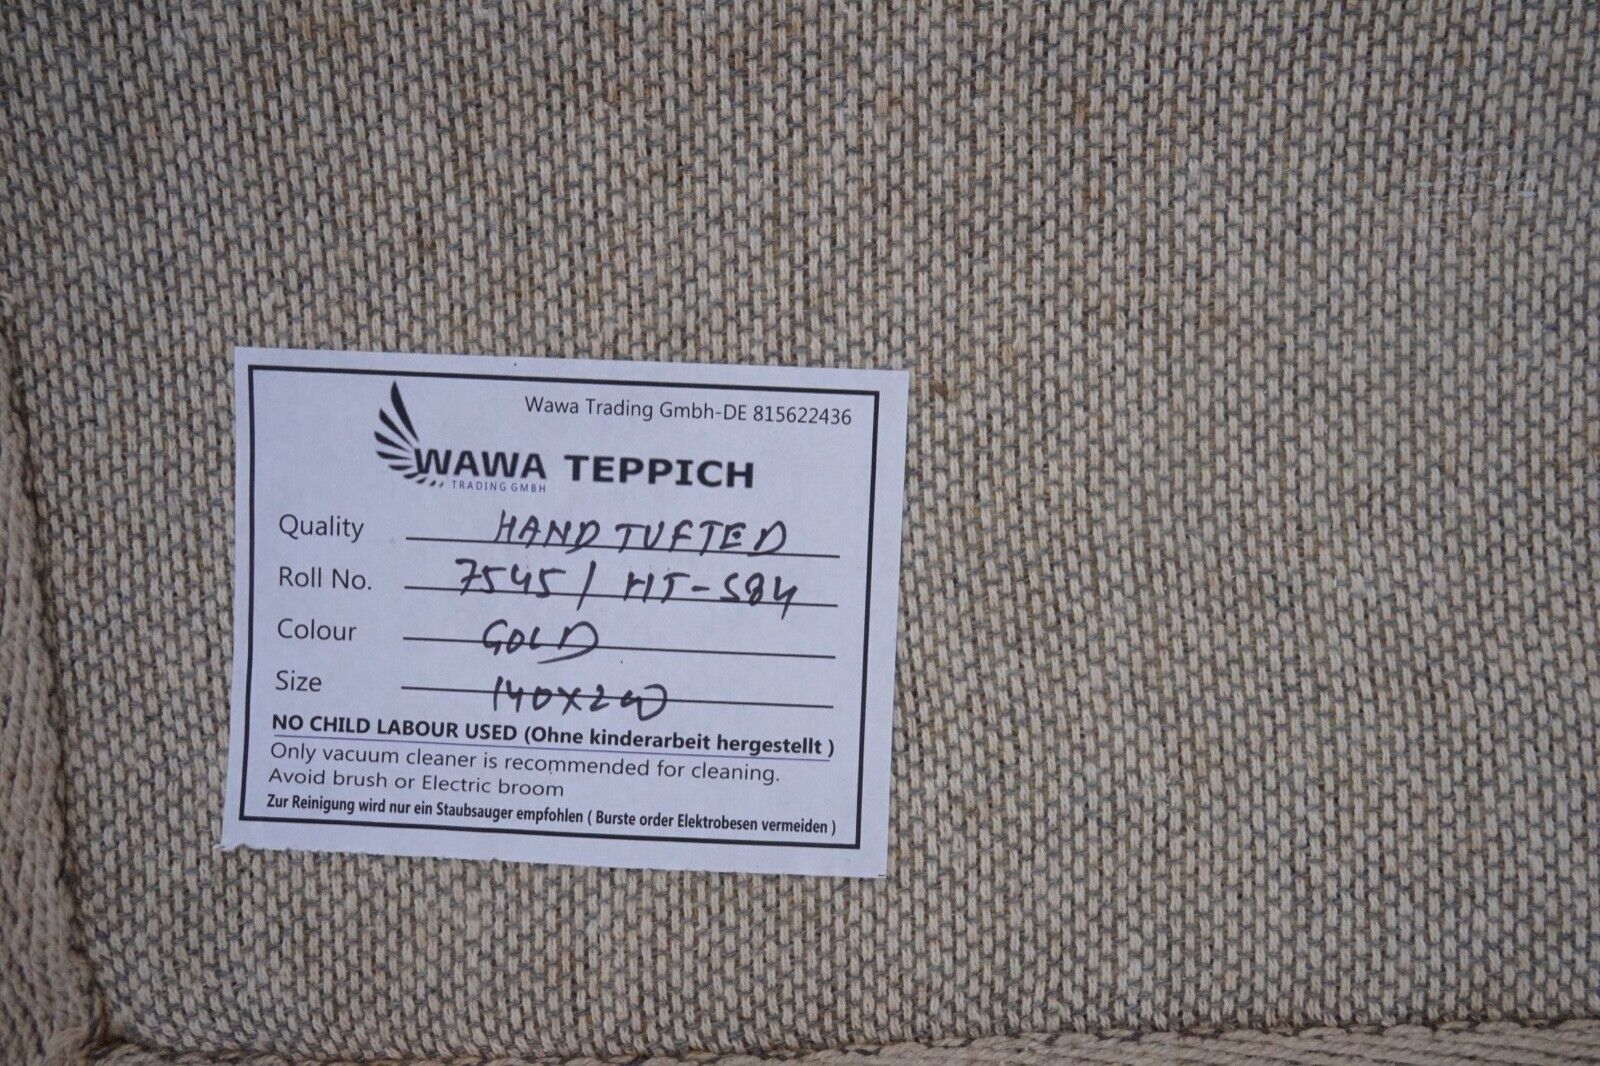 Wawa Trading Gmbh-DE 815622436
WAWA TEPPICH
TRADING GMBH
Quality HAND TUFTED
Roll No. 7545 / HT-S84
Colour GOLD
Size 140X200
NO CHILD LABOUR USED (Ohne kinderarbeit hergestellt )
Only vacuum cleaner is recommended for cleaning.
Avoid brush or Electric broom
Zur Reinigung wird nur ein Staubsauger empfohlen ( Burste order Elektrobesen vermeiden )